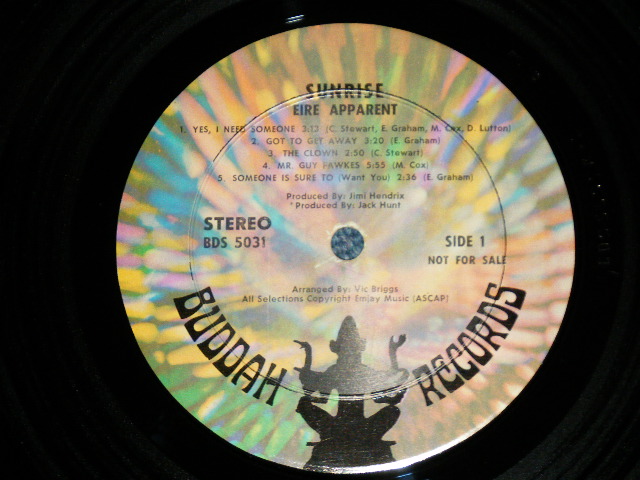 SUNRISE
EIRE APPARENT
1. YES, I NEED SOMEONE 3:13 (C. Stewart, E. Graham, M. Cox, D. Lutton)
2. GOT TO GET AWAY 3:20 (E. Graham)
3. THE CLOWN 2:50 (C. Stewart)
4. MR. GUY FAWKES 5:55 (M. Cox)
5. SOMEONE IS SURE TO (Want You) 2:36 (E. Graham)
Produced By: Jimi Hendrix
*Produced By: Jack Hunt
STEREO
BDS 5031
SIDE 1
NOT FOR SALE
Arranged By: Vic Briggs
All Selections Copyright Emjay Music (ASCAP)
BUDDAH RECORDS